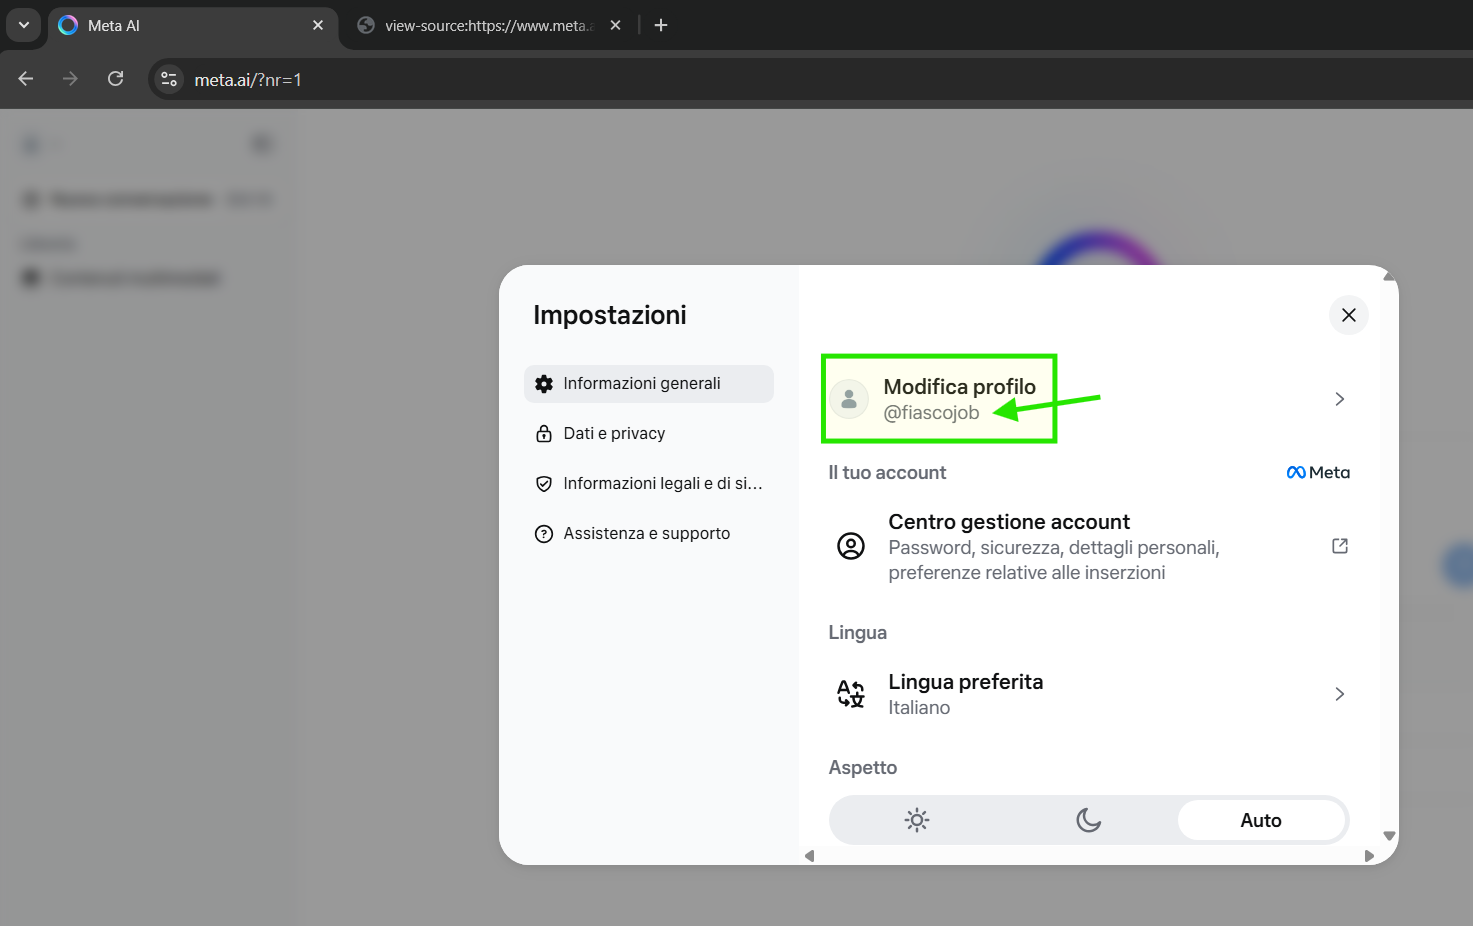 Meta AI
view-source:https://www.meta.a
meta.ai/?nr=1
Impostazioni
Informazioni generali
Dati e privacy
Informazioni legali e di si...
Assistenza e supporto
Modifica profilo
@fiascojob
Il tuo account
Meta
Centro gestione account
Password, sicurezza, dettagli personali,
preferenze relative alle inserzioni
Lingua
Lingua preferita
Italiano
Aspetto
Auto